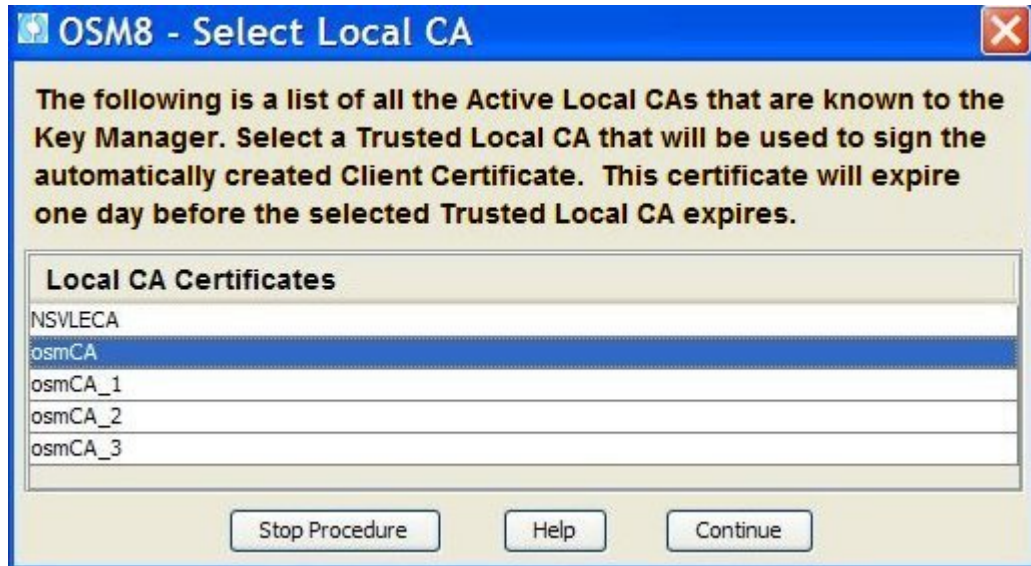 OSM8 - Select Local CA
The following is a list of all the Active Local CAs that are known to the
Key Manager. Select a Trusted Local CA that will be used to sign the
automatically created Client Certificate. This certificate will expire
one day before the selected Trusted Local CA expires.
Local CA Certificates
NSVLECA
osmCA
osmCA_1
osmCA_2
osmCA_3
Stop Procedure Help Continue